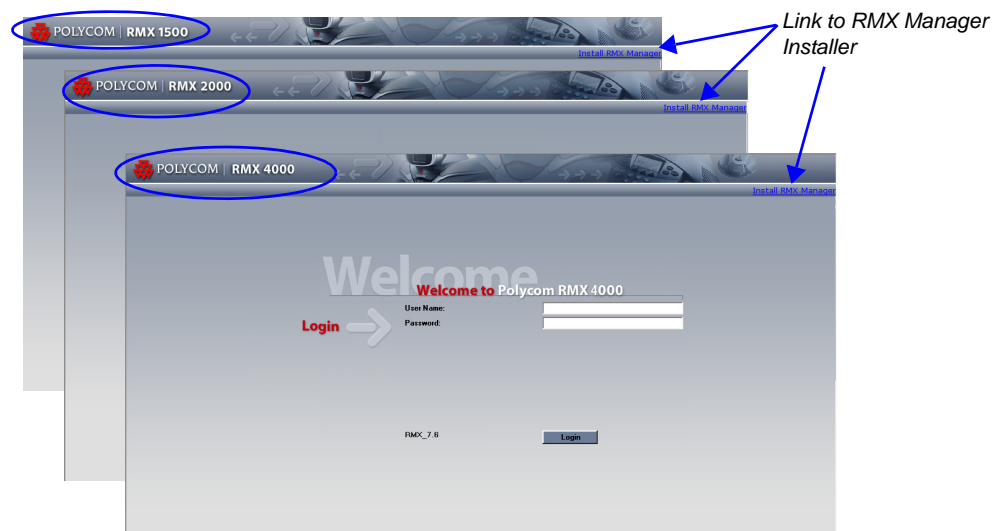 POLYCOM | RMX 1500
Link to RMX Manager
Installer
Install RMX Manager
POLYCOM | RMX 2000
Install RMX Manager
POLYCOM | RMX 4000
Install RMX Manager
Welcome
Welcome to Polycom RMX 4000
User Name:
Login
Password:
RMX_7.6
Login